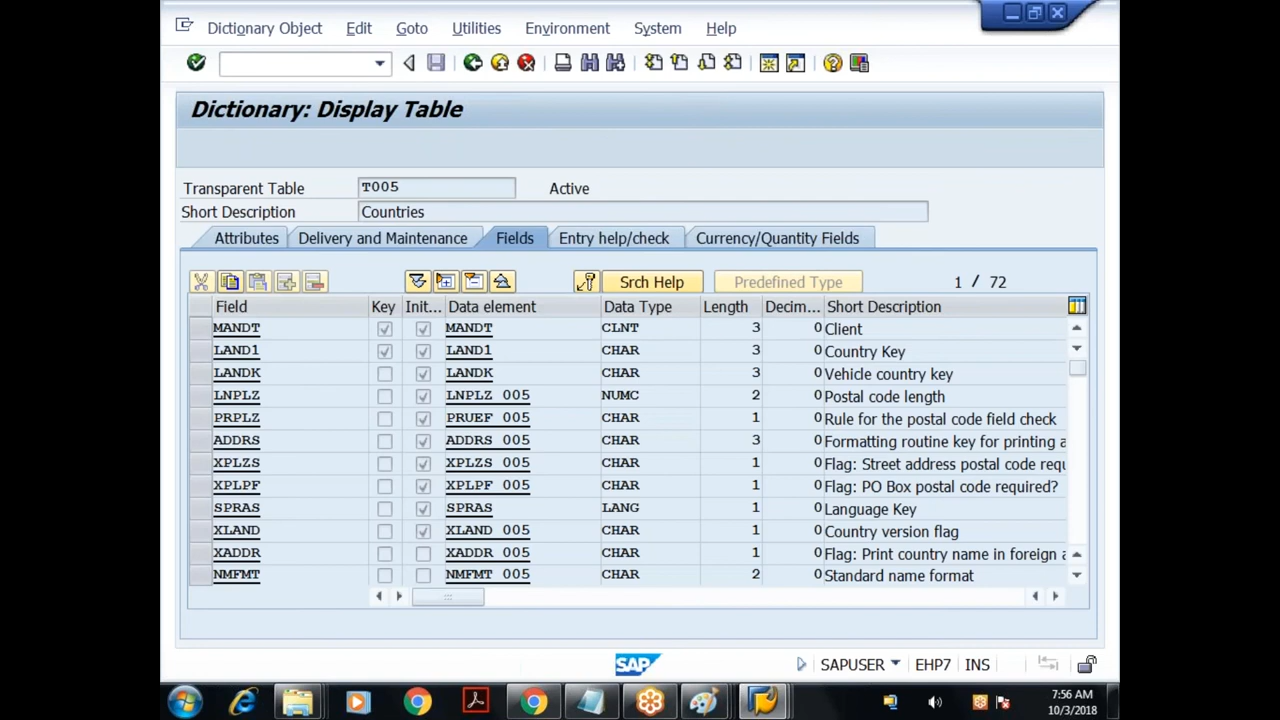 Dictionary Object Edit Goto Utilities Environment System Help
Dictionary: Display Table
Transparent Table T005 Active
Short Description Countries
Attributes Delivery and Maintenance Fields Entry help/check Currency/Quantity Fields
Srch Help Predefined Type 1 / 72
Field Key Init... Data element Data Type Length Decim... Short Description
MANDT MANDT CLNT 3 0 Client
LAND1 LAND1 CHAR 3 0 Country Key
LANDK LANDK CHAR 3 0 Vehicle country key
LNPLZ LNPLZ_005 NUMC 2 0 Postal code length
PRPLZ PRUEF_005 CHAR 1 0 Rule for the postal code field check
ADDRS ADDRS_005 CHAR 3 0 Formatting routine key for printing a
XPLZS XPLZS_005 CHAR 1 0 Flag: Street address postal code requ
XPLPF XPLPF_005 CHAR 1 0 Flag: PO Box postal code required?
SPRAS SPRAS LANG 1 0 Language Key
XLAND XLAND_005 CHAR 1 0 Country version flag
XADDR XADDR_005 CHAR 1 0 Flag: Print country name in foreign a
NMFMT NMFMT_005 CHAR 2 0 Standard name format
SAP SAPUSER EHP7 INS
7:56 AM
10/3/2018